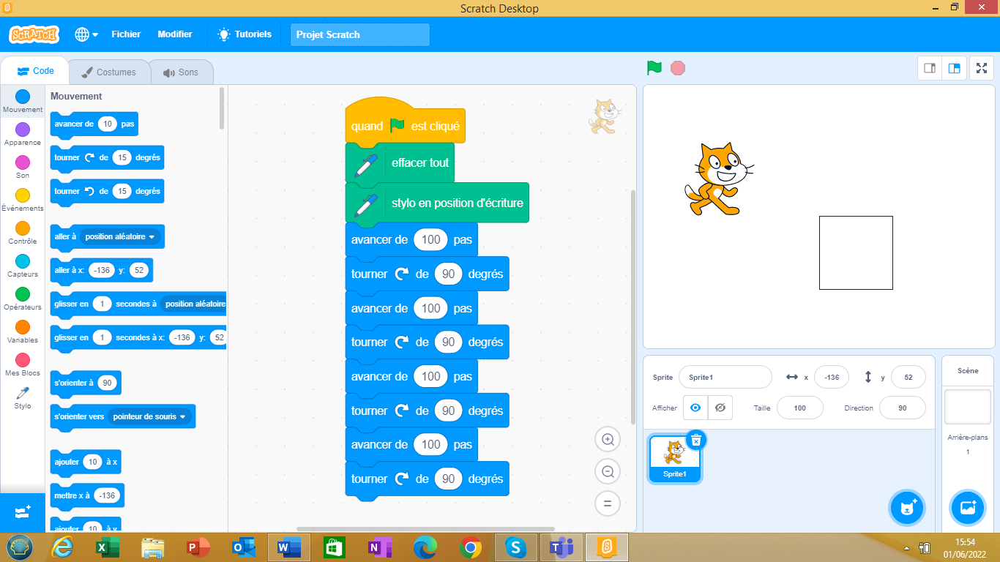 Scratch Desktop
SCRATCH
Fichier
Modifier
Tutoriels
Projet Scratch
Code
Costumes
Sons
Mouvement
Apparence
Son
Événements
Contrôle
Capteurs
Opérateurs
Variables
Mes Blocs
Stylo
Mouvement
avancer de 10 pas
tourner de 15 degrés
tourner de 15 degrés
aller à position aléatoire
aller à x: -136 y: 52
glisser en 1 secondes à position aléatoire
glisser en 1 secondes à x: -136 y: 52
s'orienter à 90
s'orienter vers pointeur de souris
ajouter 10 à x
mettre x à -136
ajouter 10 à y
quand est cliqué
effacer tout
stylo en position d'écriture
avancer de 100 pas
tourner de 90 degrés
avancer de 100 pas
tourner de 90 degrés
avancer de 100 pas
tourner de 90 degrés
avancer de 100 pas
tourner de 90 degrés
Sprite Sprite1 x -136 y 52
Afficher Taille 100 Direction 90
Sprite1
Scène
Arrière-plans
1
15:54
01/06/2022